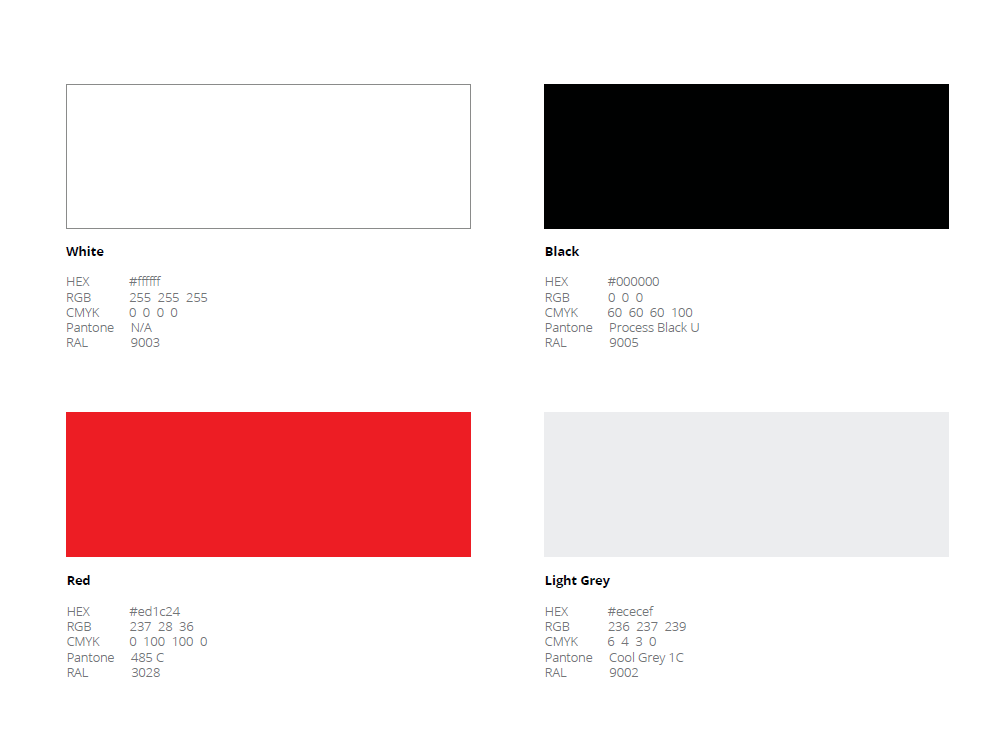 White
HEX #ffffff
RGB 255 255 255
CMYK 0 0 0 0
Pantone N/A
RAL 9003
Black
HEX #000000
RGB 0 0 0
CMYK 60 60 60 100
Pantone Process Black U
RAL 9005
Red
HEX #ed1c24
RGB 237 28 36
CMYK 0 100 100 0
Pantone 485 C
RAL 3028
Light Grey
HEX #ececef
RGB 236 237 239
CMYK 6 4 3 0
Pantone Cool Grey 1C
RAL 9002